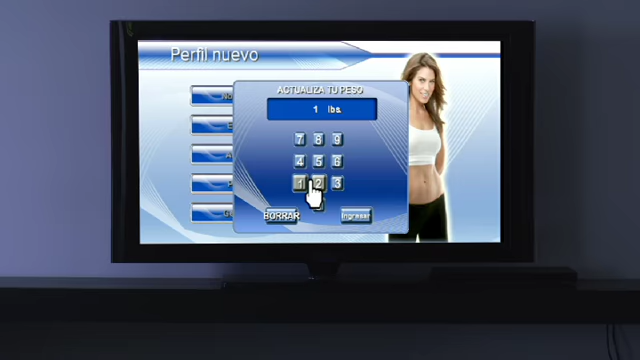 Perfil nuevo
ACTUALIZA TU PESO
1 lbs.
7 8 9
4 5 6
1 2 3
BORRAR
Ingresar